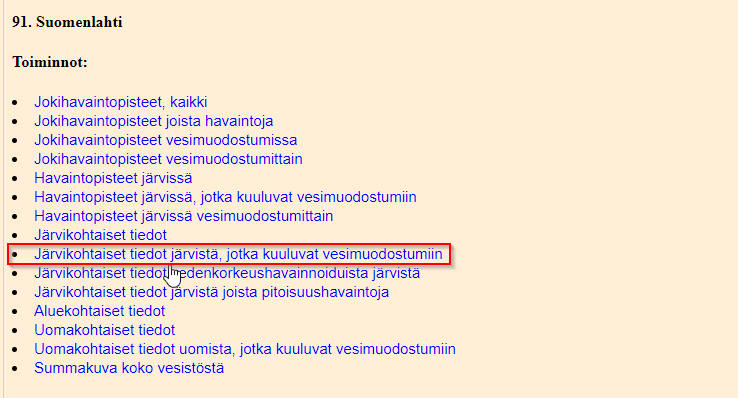 91. Suomenlahti
Toiminnot:
Jokihavaintopisteet, kaikki
Jokihavaintopisteet joista havaintoja
Jokihavaintopisteet vesimuodostumissa
Jokihavaintopisteet vesimuodostumittain
Havaintopisteet järvissä
Havaintopisteet järvissä, jotka kuuluvat vesimuodostumiin
Havaintopisteet järvissä vesimuodostumittain
Järvikohtaiset tiedot
Järvikohtaiset tiedot järvistä, jotka kuuluvat vesimuodostumiin
Järvikohtaiset tiedot edenkorkeushavainnoiduista järvistä
Järvikohtaiset tiedot järvistä joista pitoisuushavaintoja
Aluekohtaiset tiedot
Uomakohtaiset tiedot
Uomakohtaiset tiedot uomista, jotka kuuluvat vesimuodostumiin
Summakuva koko vesistöstä